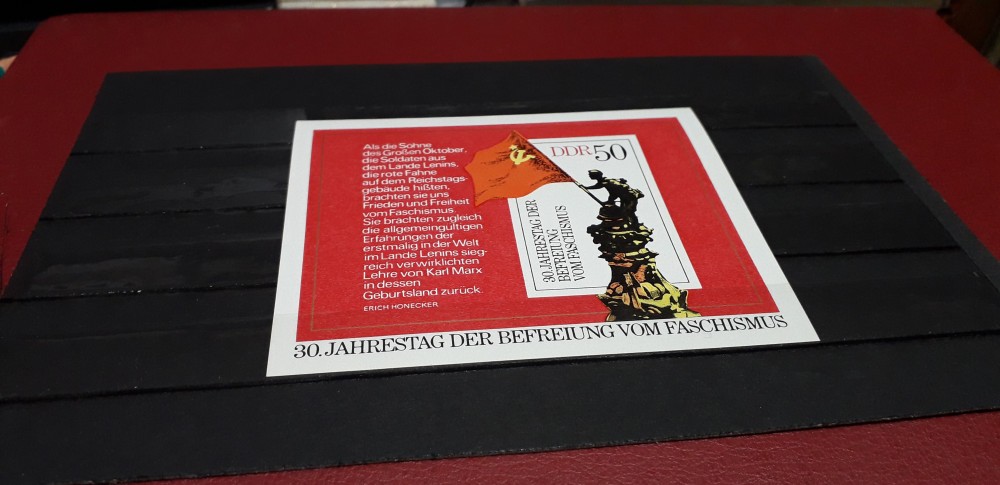 Als die Söhne
des Großen Oktober,
die Soldaten aus
dem Lande Lenins,
die rote Fahne
auf dem Reichstags-
gebäude hißten,
brachten sie uns
Frieden und Freiheit
vom Faschismus.
Sie brachten zugleich
die allgemeingültigen
Erfahrungen der
erstmalig in der Welt
im Lande Lenins sieg-
reich verwirklichten
Lehre von Karl Marx
in dessen
Geburtsland zurück.
ERICH HONECKER
DDR 50
30. JAHRESTAG DER
BEFREIUNG
VOM FASCHISMUS
30. JAHRESTAG DER BEFREIUNG VOM FASCHISMUS